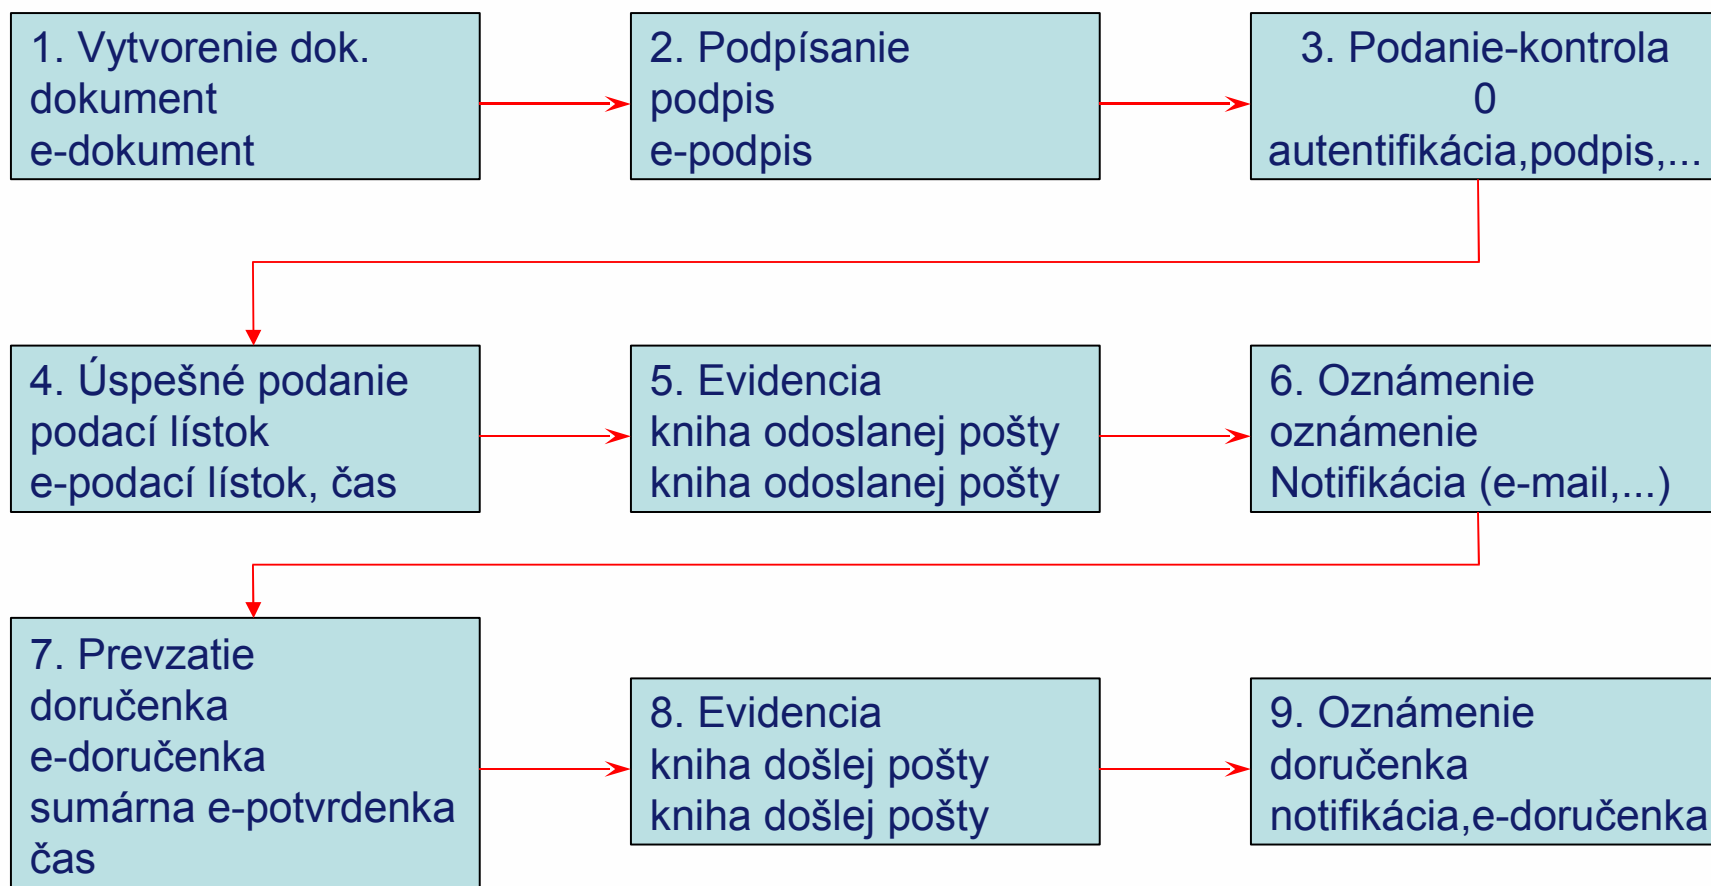 1. Vytvorenie dok.
dokument
e-dokument
2. Podpísanie
podpis
e-podpis
3. Podanie-kontrola
0
autentifikácia,podpis,...
4. Úspešné podanie
podací lístok
e-podací lístok, čas
5. Evidencia
kniha odoslanej pošty
kniha odoslanej pošty
6. Oznámenie
oznámenie
Notifikácia (e-mail,...)
7. Prevzatie
doručenka
e-doručenka
sumárna e-potvrdenka
čas
8. Evidencia
kniha došlej pošty
kniha došlej pošty
9. Oznámenie
doručenka
notifikácia,e-doručenka